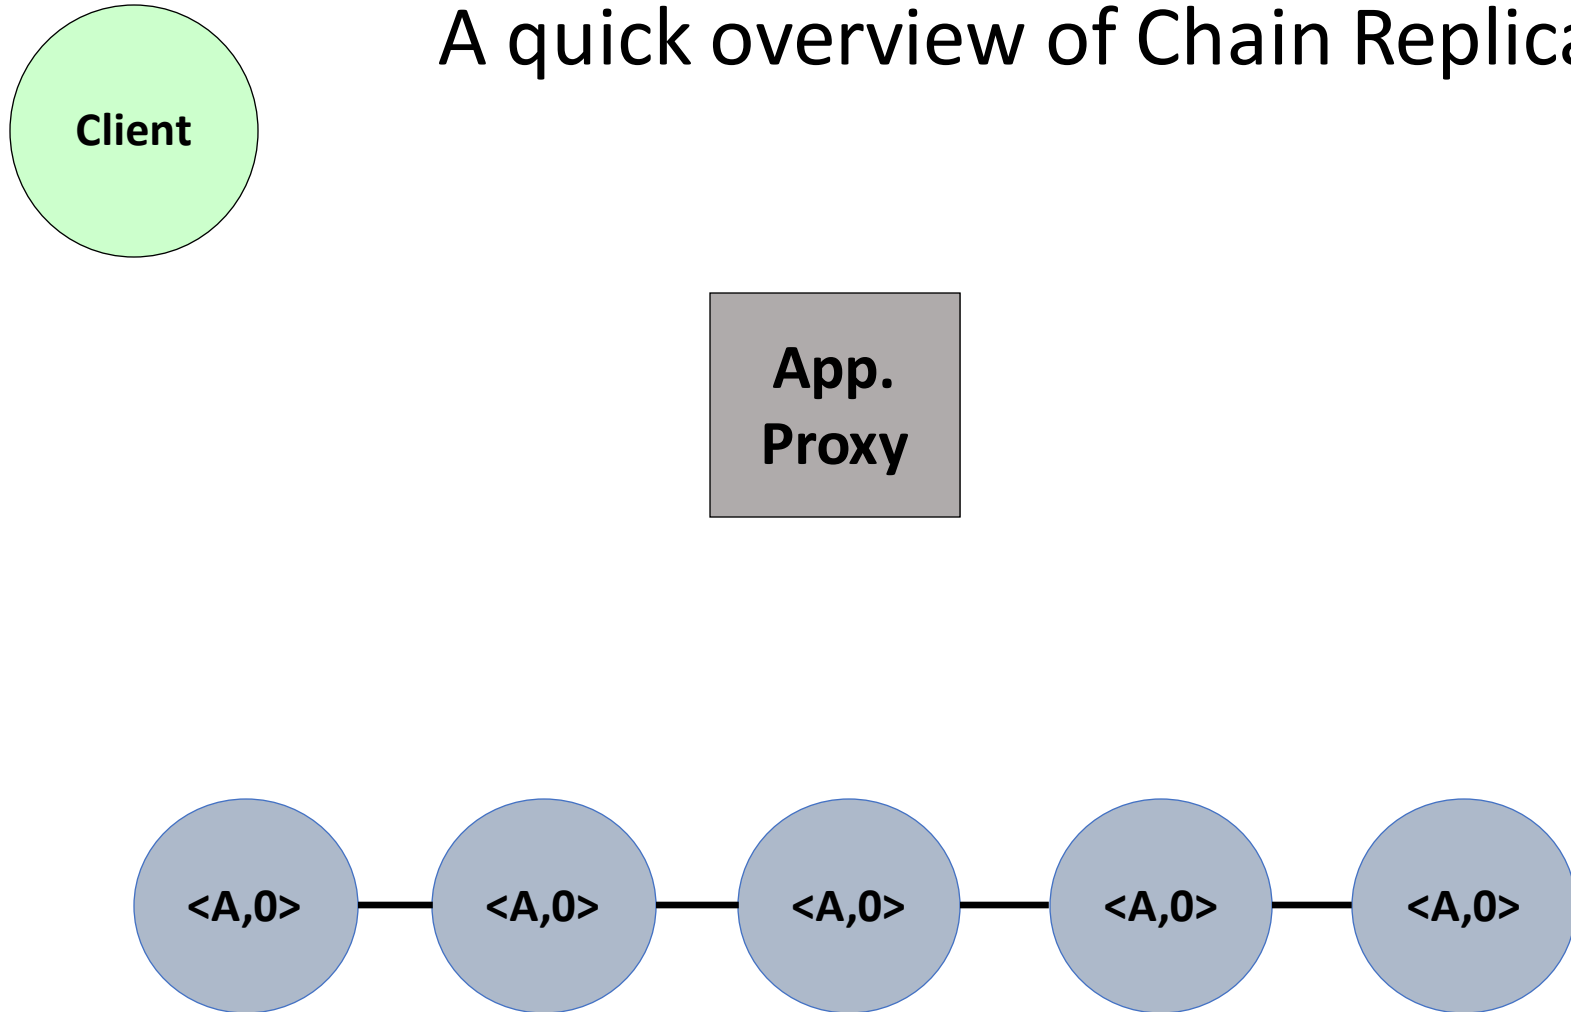 A quick overview of Chain Replica
Client
App.
Proxy
<A,0> <A,0> <A,0> <A,0> <A,0>